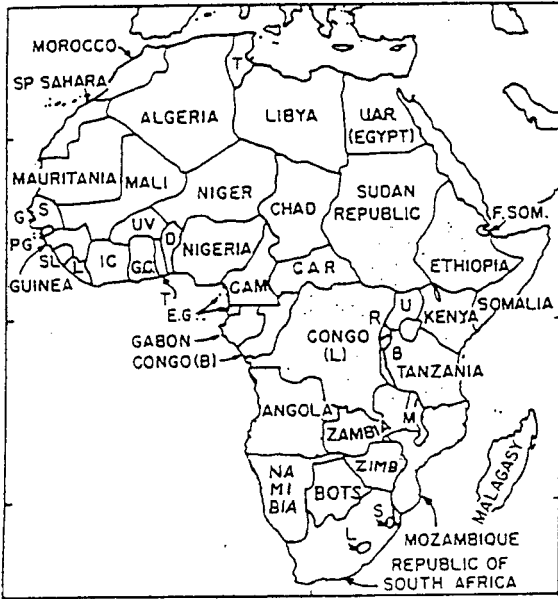 MOROCCO
SP SAHARA
T
ALGERIA
LIBYA
UAR
(EGYPT)
MAURITANIA
MALI
NIGER
CHAD
SUDAN
REPUBLIC
G
S
F. SOM.
PG
UV
D
NIGERIA
ETHIOPIA
SL
L
IC
G.C.
GUINEA
T
CAM
CAR
E.G.
U
KENYA
SOMALIA
R
GABON
CONGO
(L)
CONGO (B)
B
TANZANIA
ANGOLA
M
ZAMBIA
ZIMB
NA
MI
BIA
BOTS
MALAGASY
S
L
MOZAMBIQUE
REPUBLIC OF
SOUTH AFRICA